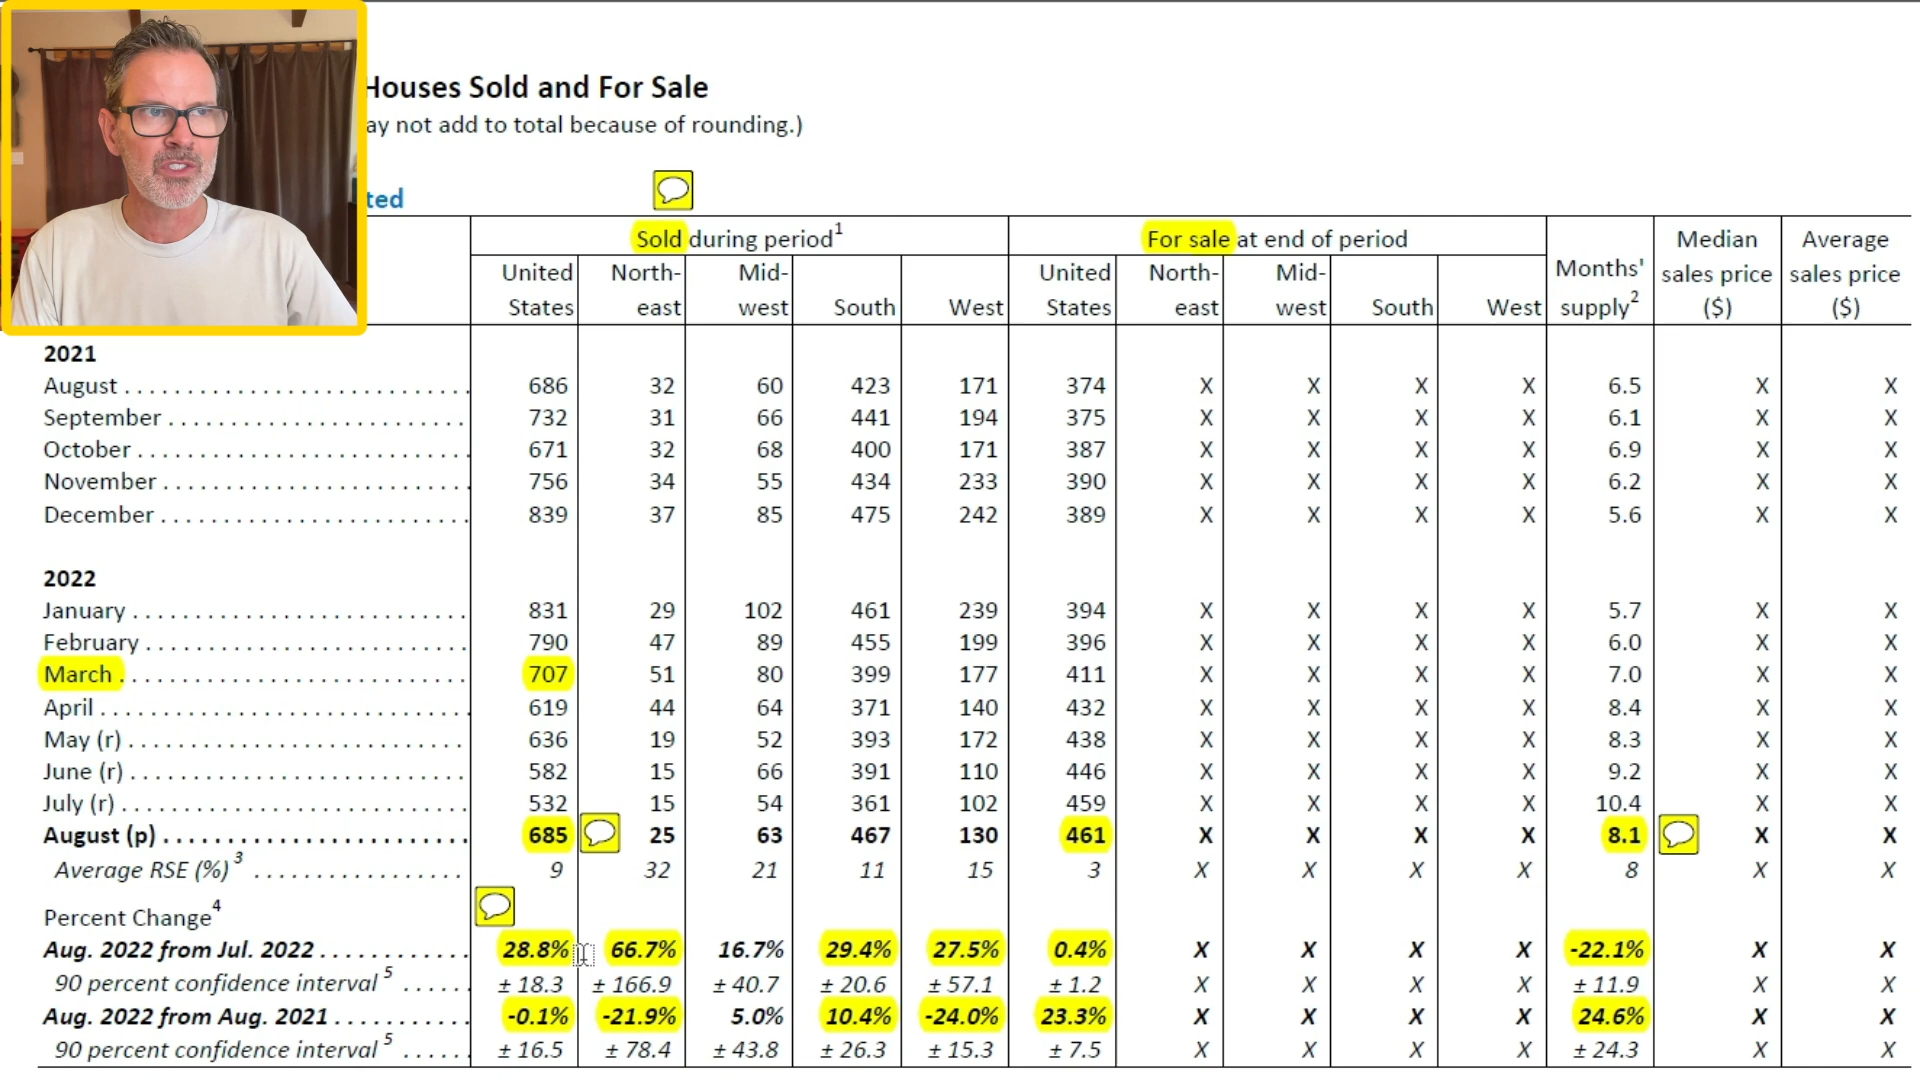 Houses Sold and For Sale
ay not add to total because of rounding.)
ted
Sold during period1 For sale at end of period Months' supply2 Median sales price ($) Average sales price ($)
United States North-east Mid-west South West United States North-east Mid-west South West
2021
August 686 32 60 423 171 374 X X X X 6.5 X X
September 732 31 66 441 194 375 X X X X 6.1 X X
October 671 32 68 400 171 387 X X X X 6.9 X X
November 756 34 55 434 233 390 X X X X 6.2 X X
December 839 37 85 475 242 389 X X X X 5.6 X X
2022
January 831 29 102 461 239 394 X X X X 5.7 X X
February 790 47 89 455 199 396 X X X X 6.0 X X
March 707 51 80 399 177 411 X X X X 7.0 X X
April 619 44 64 371 140 432 X X X X 8.4 X X
May (r) 636 19 52 393 172 438 X X X X 8.3 X X
June (r) 582 15 66 391 110 446 X X X X 9.2 X X
July (r) 532 15 54 361 102 459 X X X X 10.4 X X
August (p) 685 25 63 467 130 461 X X X X 8.1 X X
Average RSE (%)3 9 32 21 11 15 3 X X X X 8 X X
Percent Change4
Aug. 2022 from Jul. 2022 28.8% 66.7% 16.7% 29.4% 27.5% 0.4% X X X X -22.1% X X
90 percent confidence interval5 ± 18.3 ± 166.9 ± 40.7 ± 20.6 ± 57.1 ± 1.2 X X X X ± 11.9 X X
Aug. 2022 from Aug. 2021 -0.1% -21.9% 5.0% 10.4% -24.0% 23.3% X X X X 24.6% X X
90 percent confidence interval5 ± 16.5 ± 78.4 ± 43.8 ± 26.3 ± 15.3 ± 7.5 X X X X ± 24.3 X X